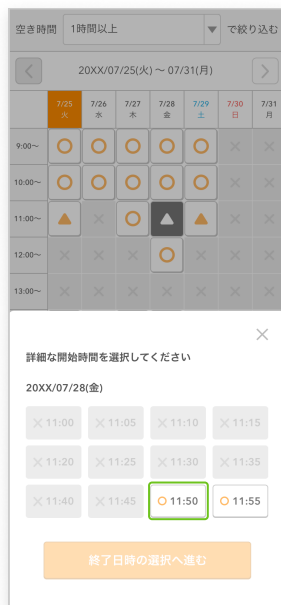 空き時間 1時間以上 ▼ で絞り込む
< 20XX/07/25(火)～ 07/31(月) >
7/25 7/26 7/27 7/28 7/29 7/30 7/31
火 水 木 金 土 日 月
9:00～ ○ ○ ○ ○ ○ × ×
10:00～ ○ ○ ○ ○ ○ × ×
11:00～ ▲ × ○ ▲ ▲ × ×
12:00～ × × × ○ × × ×
13:00～ × × × × × × ×
×
詳細な開始時間を選択してください
20XX/07/28(金)
× 11:00 × 11:05 × 11:10 × 11:15
× 11:20 × 11:25 × 11:30 × 11:35
× 11:40 × 11:45 ○ 11:50 ○ 11:55
終了日時の選択へ進む